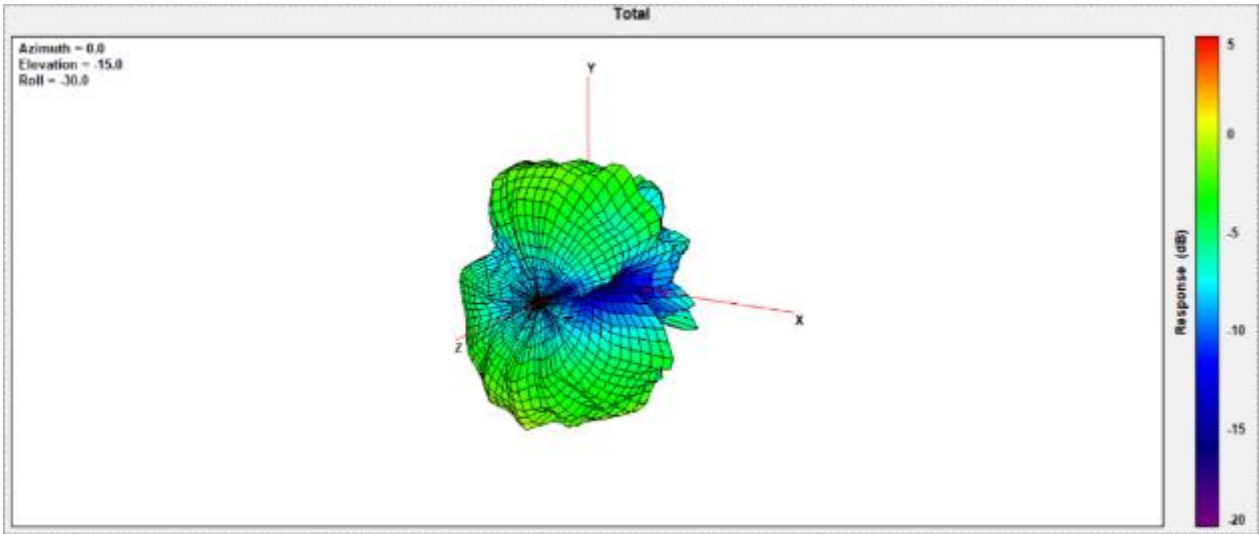 Total
Azimuth = 0.0
Elevation = -15.0
Roll = -30.0
Y
X
Z
5
0
-5
-10
-15
-20
Response (dB)